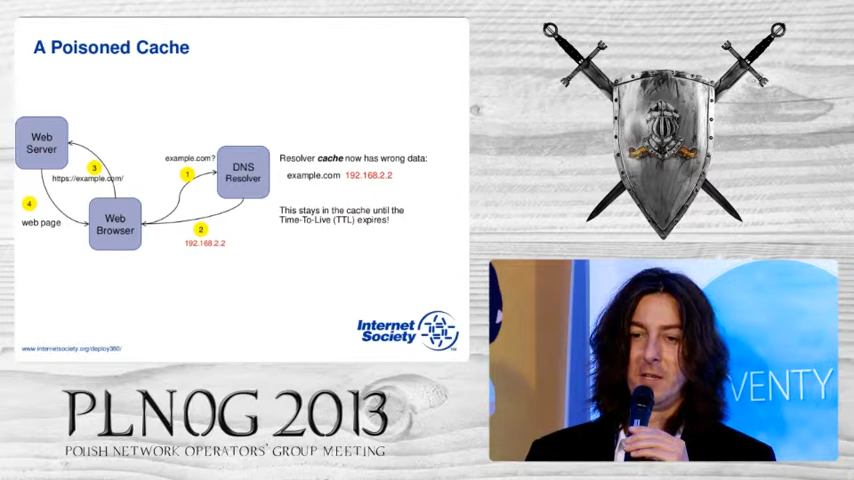 A Poisoned Cache
Web
Server
3
https://example.com/
4
web page
Web
Browser
example.com?
1
DNS
Resolver
2
192.168.2.2
Resolver cache now has wrong data:
example.com 192.168.2.2
This stays in the cache until the
Time-To-Live (TTL) expires!
Internet
Society
TM
www.internetsociety.org/deploy360/
PLNOG 2013
POLISH NETWORK OPERATORS' GROUP MEETING
VENTY